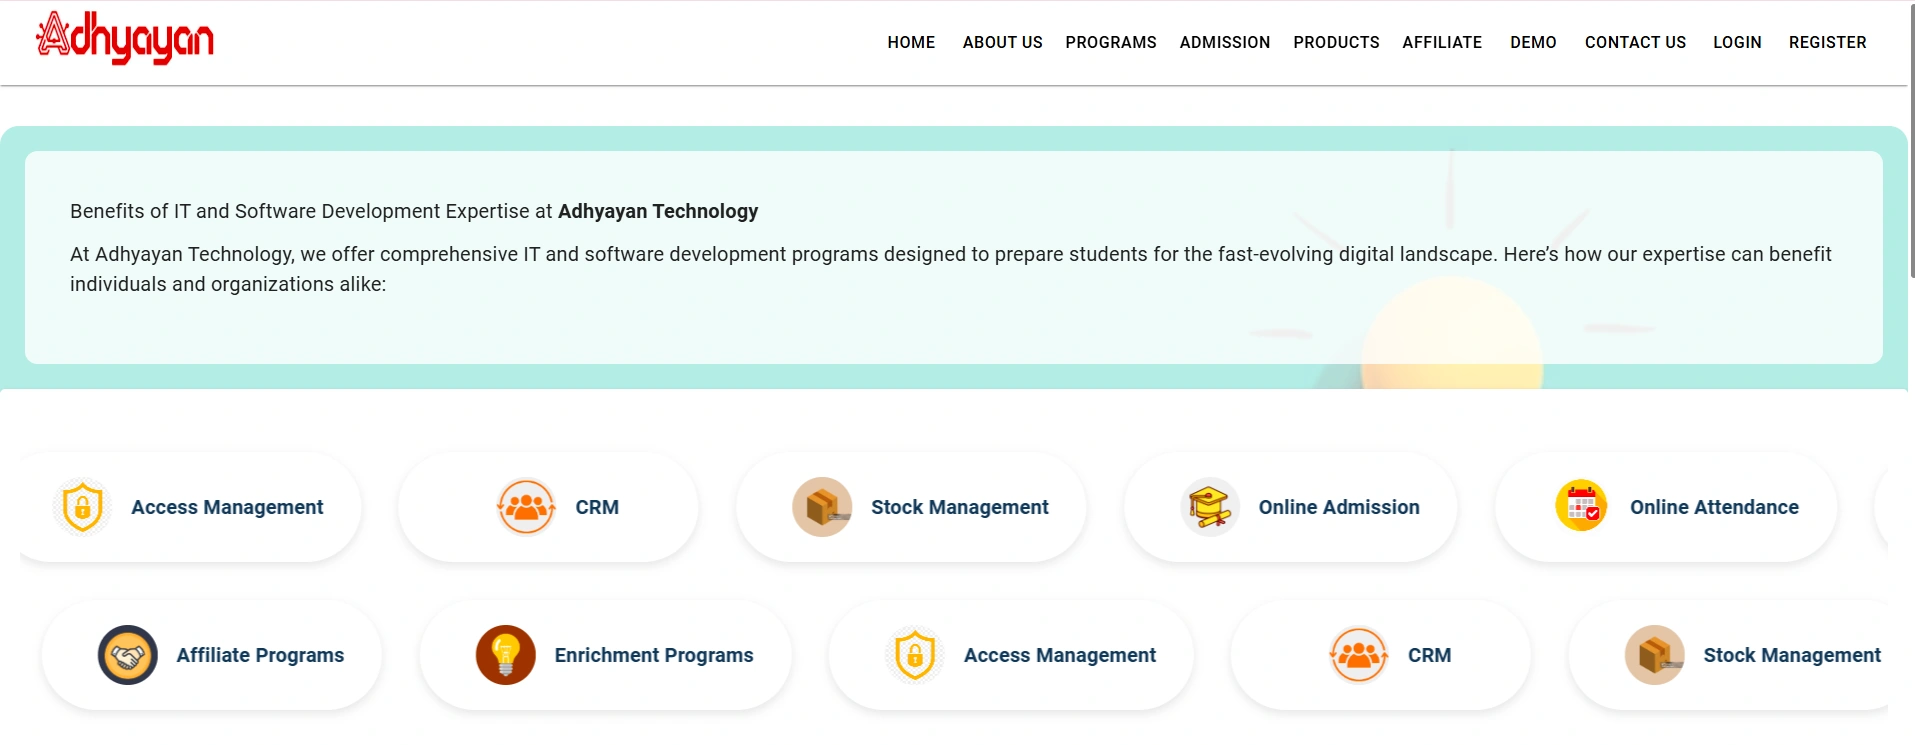 Adhyayan
HOME ABOUT US PROGRAMS ADMISSION PRODUCTS AFFILIATE DEMO CONTACT US LOGIN REGISTER
Benefits of IT and Software Development Expertise at Adhyayan Technology
At Adhyayan Technology, we offer comprehensive IT and software development programs designed to prepare students for the fast-evolving digital landscape. Here’s how our expertise can benefit
individuals and organizations alike:
Access Management CRM Stock Management Online Admission Online Attendance
Affiliate Programs Enrichment Programs Access Management CRM Stock Management